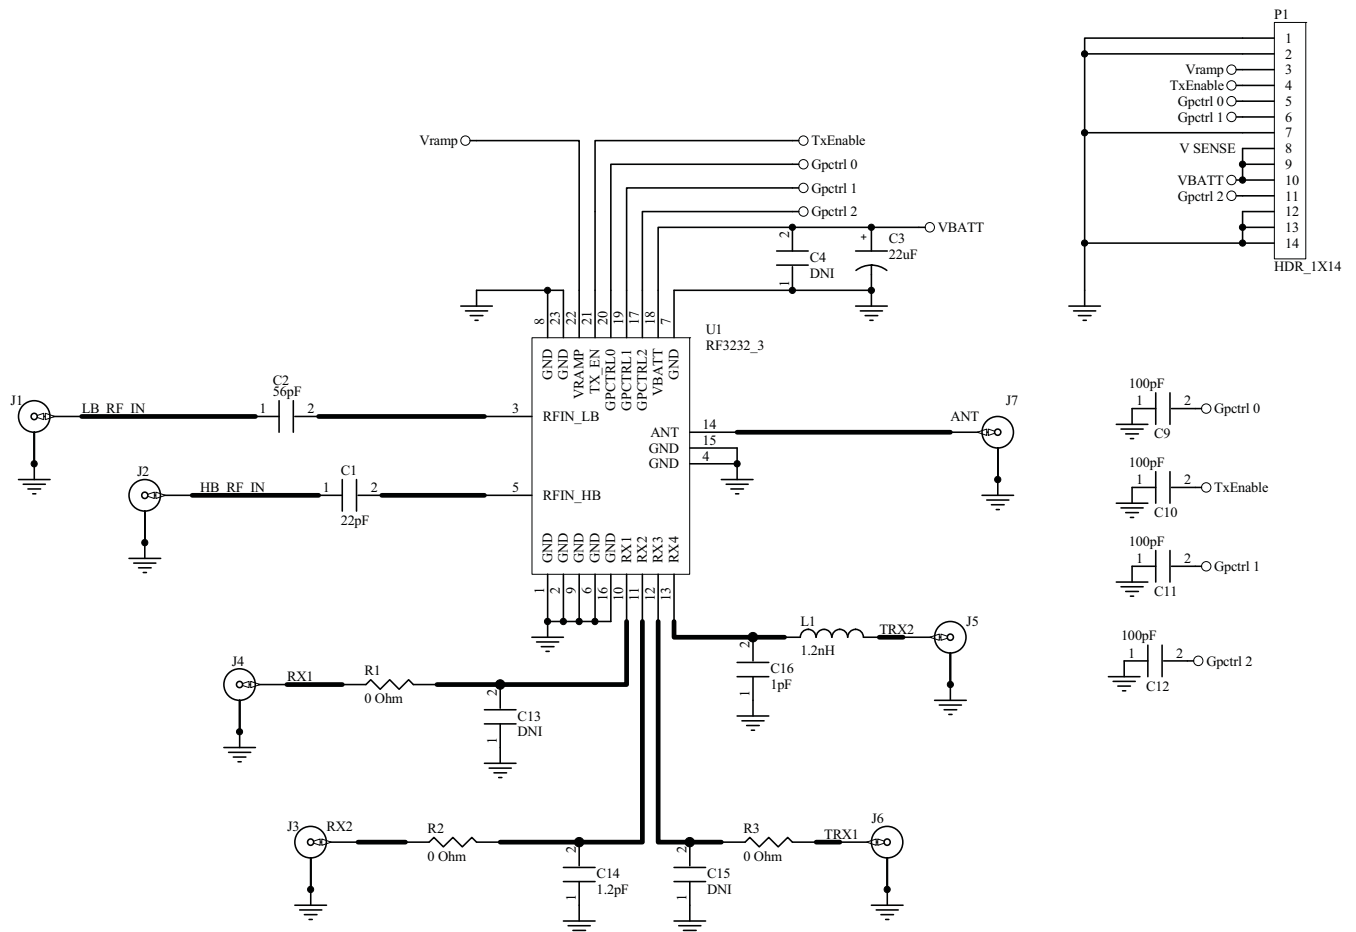 P1
1
2
Vramp 3
TxEnable 4
Gpctrl 0 5
Gpctrl 1 6
7
V SENSE 8
9
VBATT 10
Gpctrl 2 11
12
13
14
HDR_1X14
Vramp
TxEnable
Gpctrl 0
Gpctrl 1
Gpctrl 2
VBATT
2
C4
DNI
1
+
C3
22uF
8
23
22
21
20
19
17
18
7
U1
RF3232_3
GND
GND
VRAMP
TX_EN
GPCTRL0
GPCTRL1
GPCTRL2
VBATT
GND
J1
LB_RF_IN
C2
56pF
1 2
3 RFIN_LB
J2
HB_RF_IN
C1
1 2
22pF
5 RFIN_HB
ANT 14
GND 15
GND 4
ANT
J7
GND
GND
GND
GND
GND
RX1
RX2
RX3
RX4
1
2
9
6
16
10
11
12
13
100pF
1 2 Gpctrl 0
C9
100pF
1 2 TxEnable
C10
100pF
1 2 Gpctrl 1
C11
100pF
1 2 Gpctrl 2
C12
L1
1.2nH
TRX2
J5
2
C16
1pF
1
J4
RX1
R1
0 Ohm
2
C13
DNI
1
J3
RX2
R2
0 Ohm
2
C14
1.2pF
1
2
C15
DNI
1
R3
0 Ohm
TRX1
J6